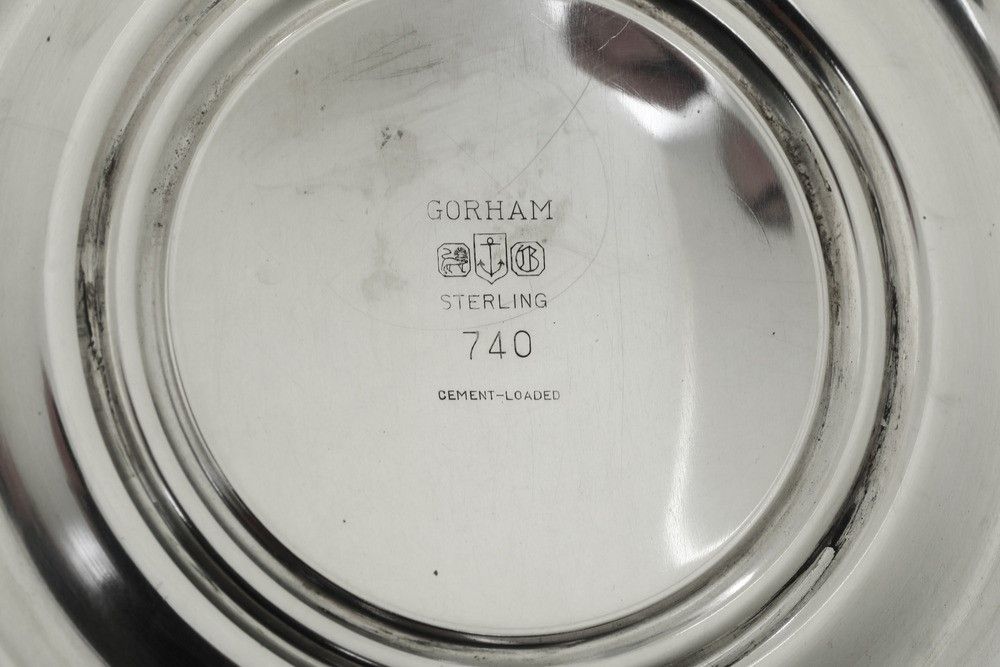 GORHAM
STERLING
740
CEMENT-LOADED